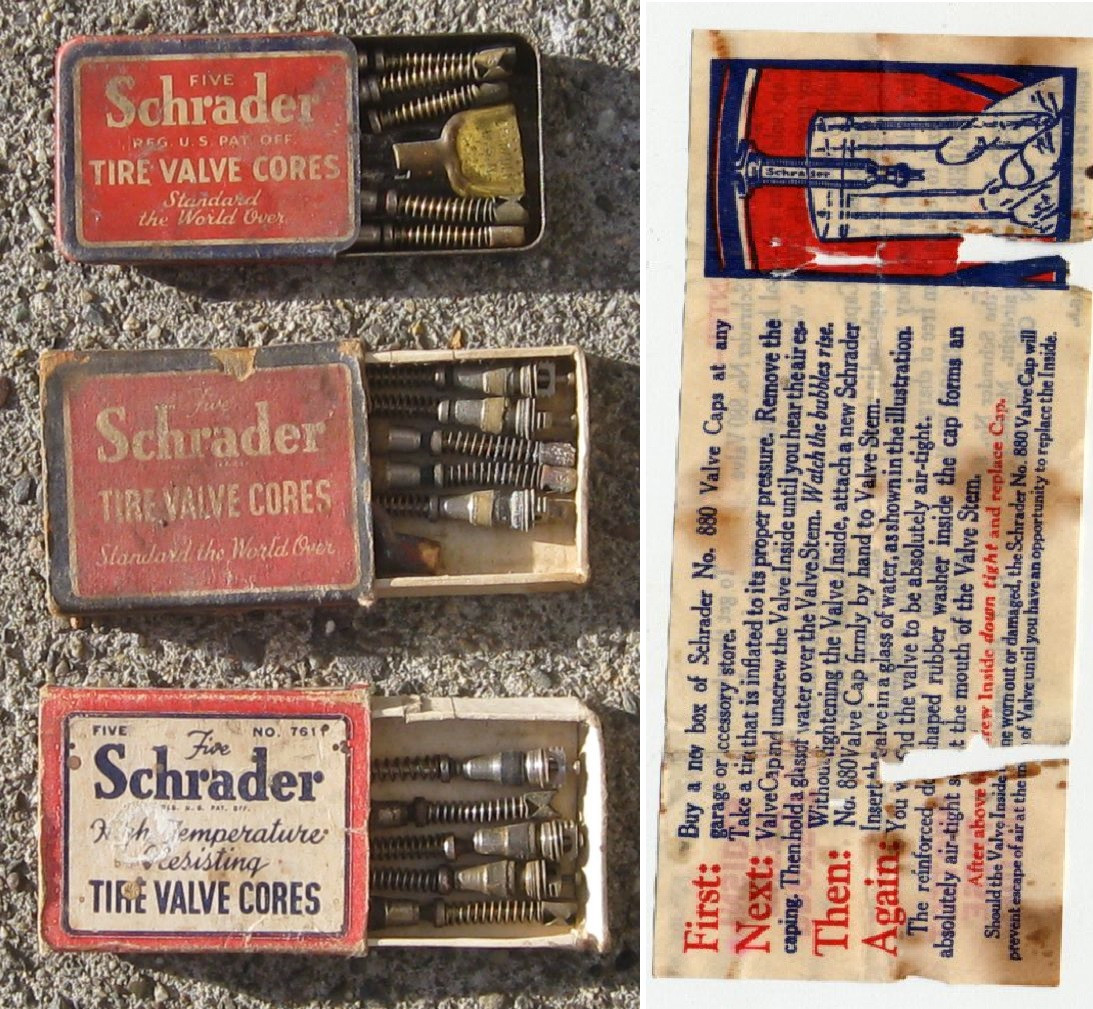 FIVE
Schrader
REG. U.S. PAT. OFF.
TIRE VALVE CORES
Standard
the World Over
Five
Schrader
TIRE VALVE CORES
Standard the World Over
FIVE NO. 761
Five
Schrader
REG. U.S. PAT. OFF.
High Temperature
Resisting
TIRE VALVE CORES
Schrader
First: Buy a box of Schrader No. 880 Valve Caps at any
garage or accessory store.
Next: Take a tire that is inflated to its proper pressure. Remove the
Valve Cap and unscrew the Valve Inside until you hear the air es-
caping. Then hold a glass of water over the Valve Stem. Watch the bubbles rise.
Then: Without tightening the Valve Inside, attach a new Schrader
No. 880 Valve Cap firmly by hand to Valve Stem.
Again: Insert the valve in a glass of water, as shown in the illustration.
You the valve to be absolutely air-tight.
The reinforced shaped rubber washer inside the cap forms an
absolutely air-tight the mouth of the Valve Stem.
After above Inside down tight and replace Cap.
Should the Valve Inside worn out or damaged, the Schrader No. 880 Valve Cap will
prevent escape of air at the of Valve until you have an opportunity to replace the Inside.